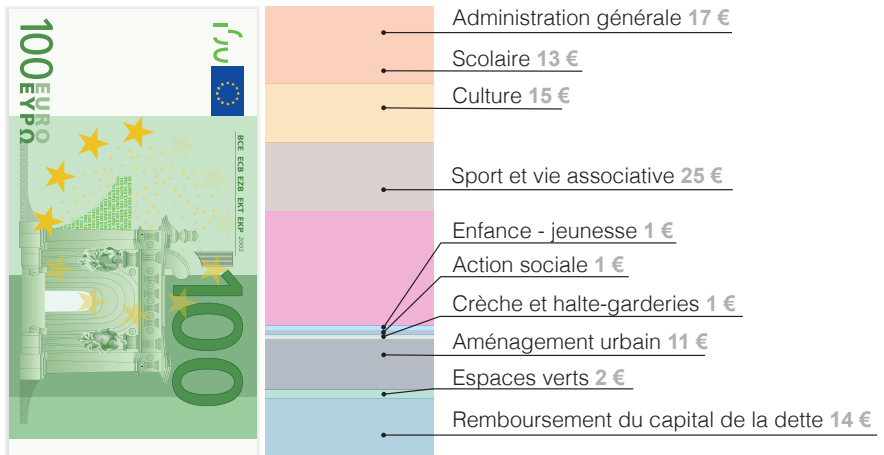 100 EURO
ΕΥΡΩ
BCE ECB EZB EKT EKP 2002
100
Administration générale 17 €
Scolaire 13 €
Culture 15 €
Sport et vie associative 25 €
Enfance - jeunesse 1 €
Action sociale 1 €
Crèche et halte-garderies 1 €
Aménagement urbain 11 €
Espaces verts 2 €
Remboursement du capital de la dette 14 €